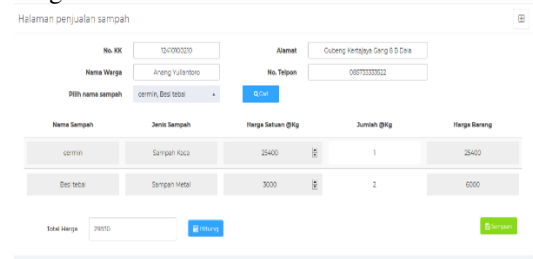 Halaman penjualan sampah
No. KK 12410100210 Alamat Gubeng Kertajaya Gang 8 B Dala
Nama Warga Anang Yuliantoro No. Telpon 085733333522
Pilih nama sampah cermin, Besi tebal Cari
Nama Sampah Jenis Sampah Harga Satuan @Kg Jumlah @Kg Harga Barang
cermin Sampah Kaca 25400 1 25400
Besi tebal Sampah Metal 3000 2 6000
Total Harga Hitung Simpan